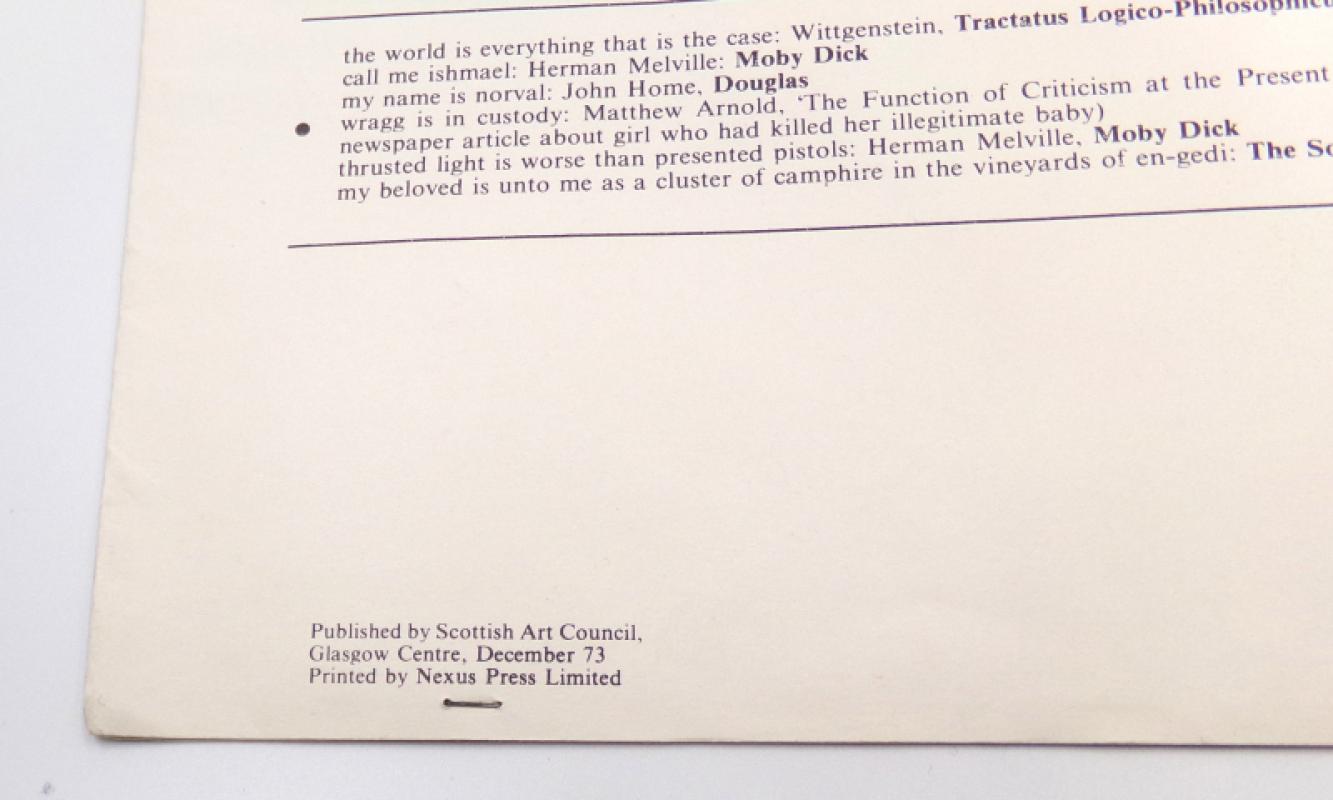 the world is everything that is the case: Wittgenstein, Tractatus Logico-Philosophicu
call me ishmael: Herman Melville: Moby Dick
my name is norval: John Home, Douglas
wragg is in custody: Matthew Arnold, 'The Function of Criticism at the Present
newspaper article about girl who had killed her illegitimate baby)
thrusted light is worse than presented pistols: Herman Melville, Moby Dick
my beloved is unto me as a cluster of camphire in the vineyards of en-gedi: The So
Published by Scottish Art Council,
Glasgow Centre, December 73
Printed by Nexus Press Limited